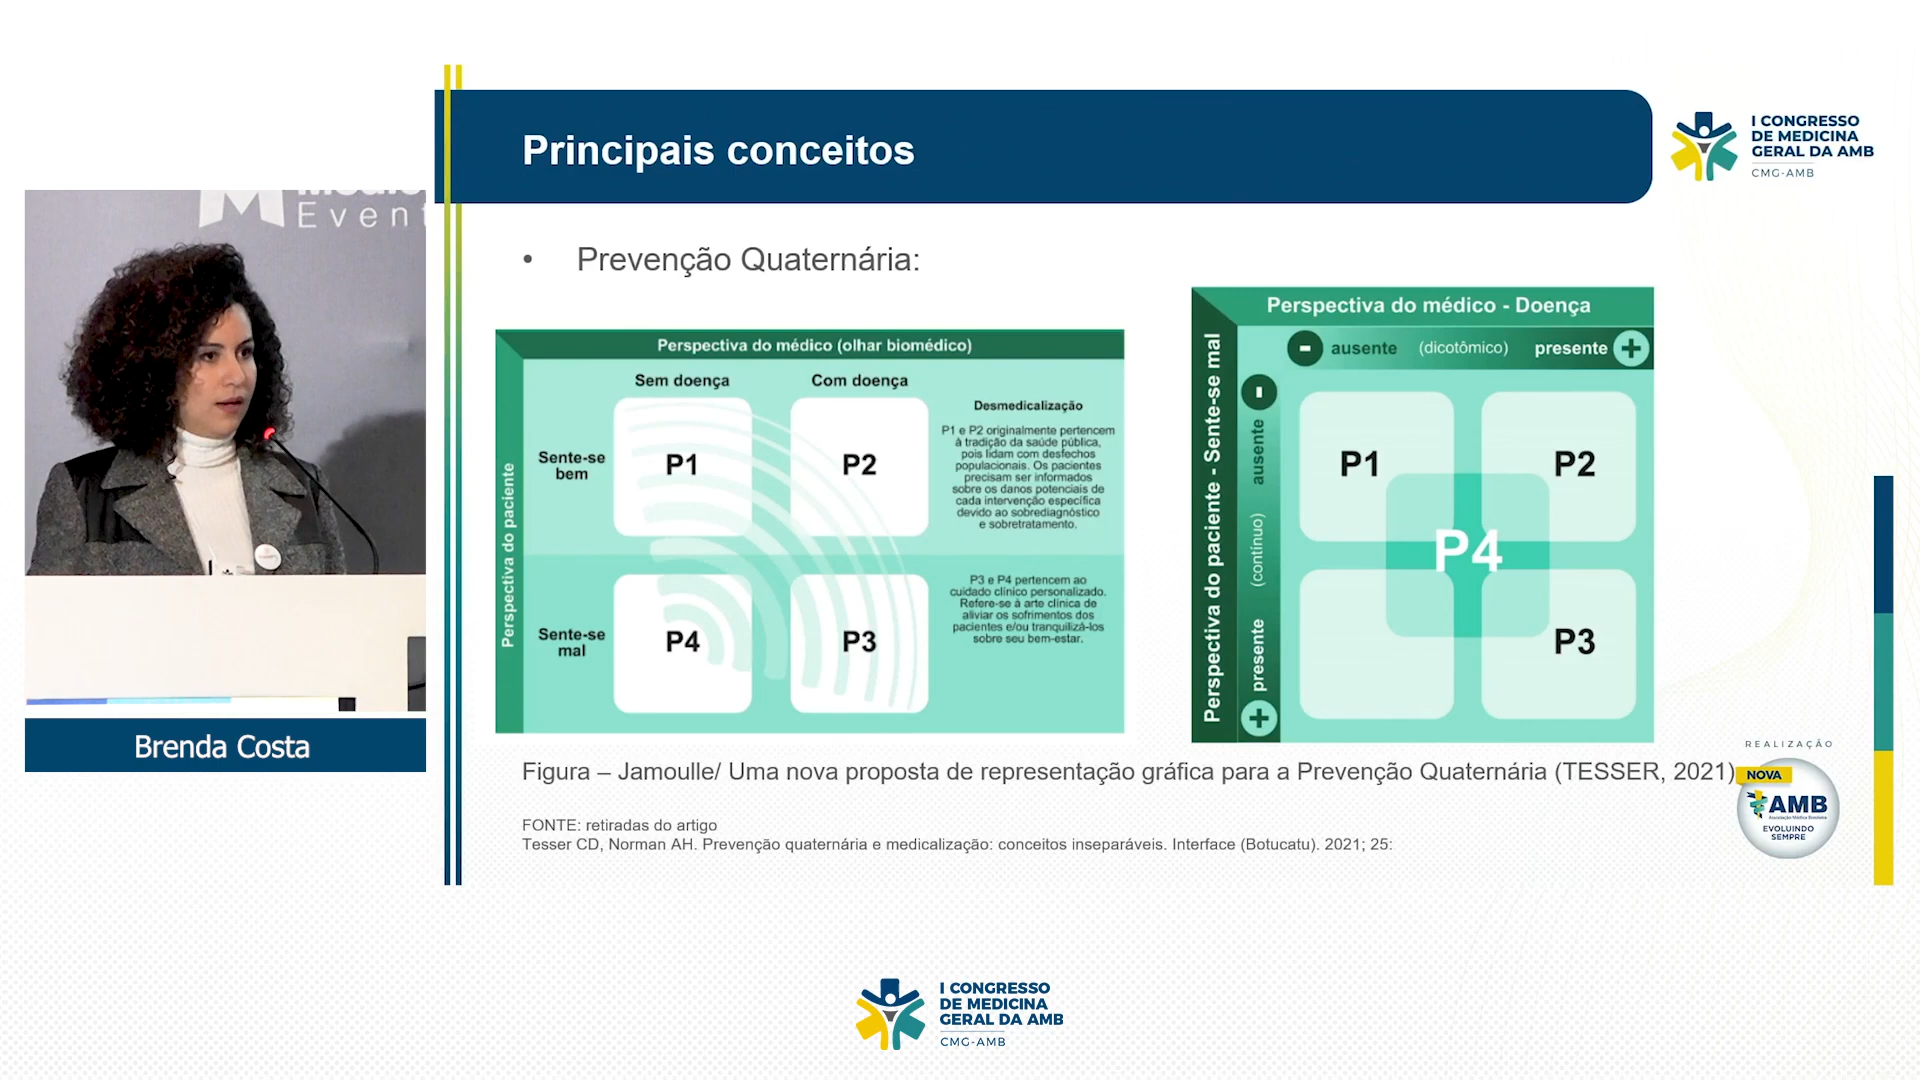 Principais conceitos
I CONGRESSO
DE MEDICINA
GERAL DA AMB
CMG-AMB
Event
Brenda Costa
• Prevenção Quaternária:
Perspectiva do médico (olhar biomédico)
Perspectiva do paciente
Sem doença
Com doença
Sente-se
bem
P1
P2
Desmedicalização
P1 e P2 originalmente pertencem
à tradição da saúde pública,
pois lidam com desfechos
populacionais. Os pacientes
precisam ser informados
sobre os danos potenciais de
cada intervenção específica
devido ao sobrediagnóstico
e sobretratamento.
Sente-se
mal
P4
P3
P3 e P4 pertencem ao
cuidado clínico personalizado.
Refere-se à arte clínica de
aliviar os sofrimentos dos
pacientes e/ou tranquilizá-los
sobre seu bem-estar.
Perspectiva do médico - Doença
- ausente (dicotômico) presente +
Perspectiva do paciente - Sente-se mal
- ausente (contínuo) presente +
P1
P2
P4
P3
Figura – Jamoulle/ Uma nova proposta de representação gráfica para a Prevenção Quaternária (TESSER, 2021)
FONTE: retiradas do artigo
Tesser CD, Norman AH. Prevenção quaternária e medicalização: conceitos inseparáveis. Interface (Botucatu). 2021; 25:
REALIZAÇÃO
NOVA
AMB
Associação Médica Brasileira
EVOLUINDO
SEMPRE
I CONGRESSO
DE MEDICINA
GERAL DA AMB
CMG-AMB